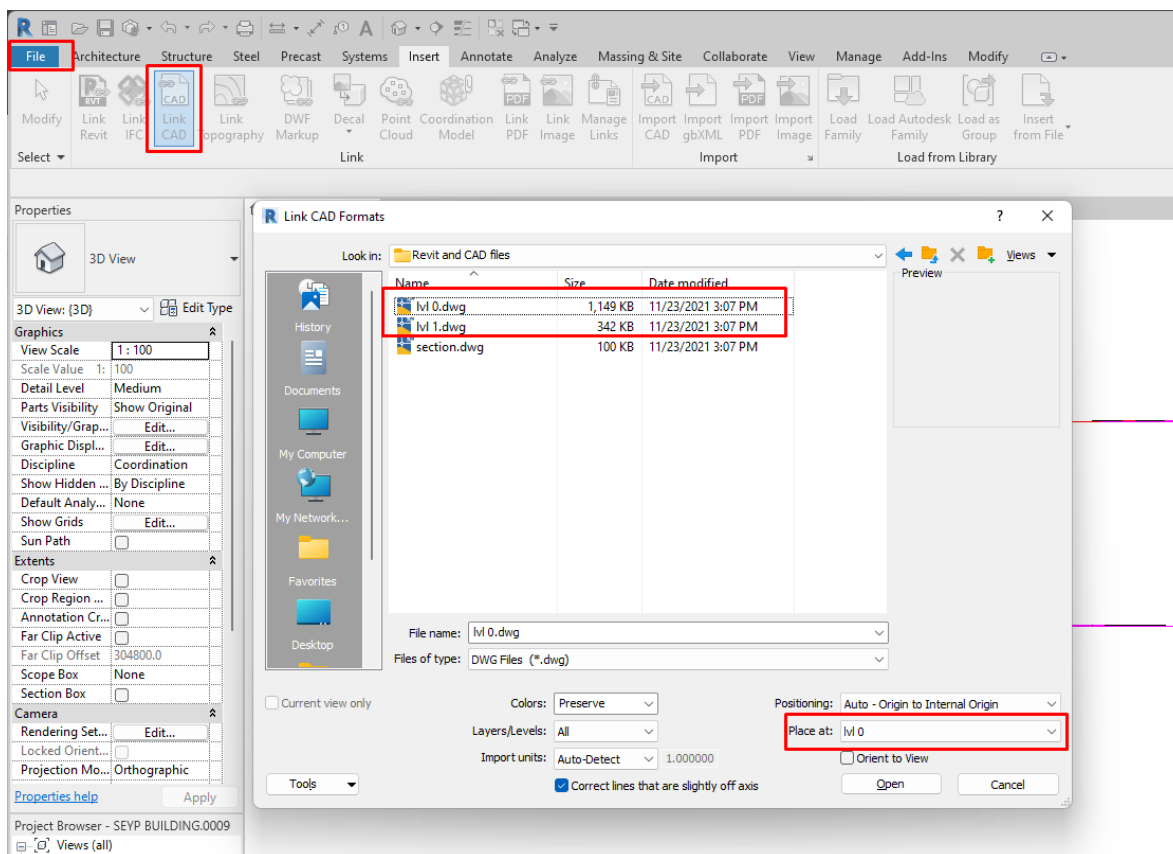 File Architecture Structure Steel Precast Systems Insert Annotate Analyze Massing & Site Collaborate View Manage Add-Ins Modify
Modify
Link Revit
Link IFC
Link CAD
Link Topography
DWF Markup
Decal
Point Cloud
Coordination Model
Link PDF
Link Image
Manage Links
Import CAD
Import gbXML
Import PDF
Import Image
Load Family
Load Autodesk Family
Load as Group
Insert from File
Select
Link
Import
Load from Library
Properties
3D View
3D View: {3D} Edit Type
Graphics
View Scale 1 : 100
Scale Value 1: 100
Detail Level Medium
Parts Visibility Show Original
Visibility/Grap... Edit...
Graphic Displ... Edit...
Discipline Coordination
Show Hidden ... By Discipline
Default Analy... None
Show Grids Edit...
Sun Path
Extents
Crop View
Crop Region ...
Annotation Cr...
Far Clip Active
Far Clip Offset 304800.0
Scope Box None
Section Box
Camera
Rendering Set... Edit...
Locked Orient...
Projection Mo... Orthographic
Properties help Apply
Project Browser - SEYP BUILDING.0009
Views (all)
Link CAD Formats ?
Look in: Revit and CAD files Views
Preview
Name Size Date modified
lvl 0.dwg 1,149 KB 11/23/2021 3:07 PM
lvl 1.dwg 342 KB 11/23/2021 3:07 PM
section.dwg 100 KB 11/23/2021 3:07 PM
History
Documents
My Computer
My Network...
Favorites
Desktop
File name: lvl 0.dwg
Files of type: DWG Files (*.dwg)
Current view only
Colors: Preserve
Positioning: Auto - Origin to Internal Origin
Layers/Levels: All
Place at: lvl 0
Import units: Auto-Detect 1.000000
Orient to View
Correct lines that are slightly off axis
Tools
Open
Cancel